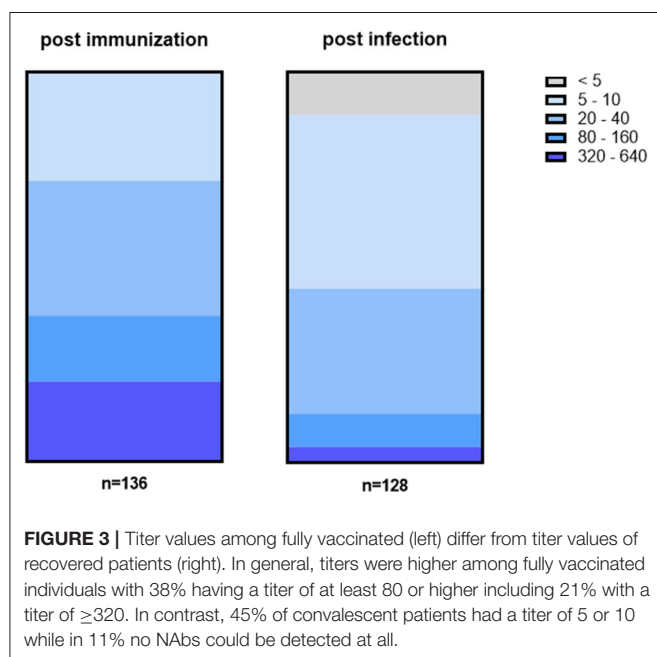 post immunization
post infection
< 5
5 - 10
20 - 40
80 - 160
320 - 640
n=136
n=128
FIGURE 3 | Titer values among fully vaccinated (left) differ from titer values of
recovered patients (right). In general, titers were higher among fully vaccinated
individuals with 38% having a titer of at least 80 or higher including 21% with a
titer of ≥320. In contrast, 45% of convalescent patients had a titer of 5 or 10
while in 11% no NAbs could be detected at all.